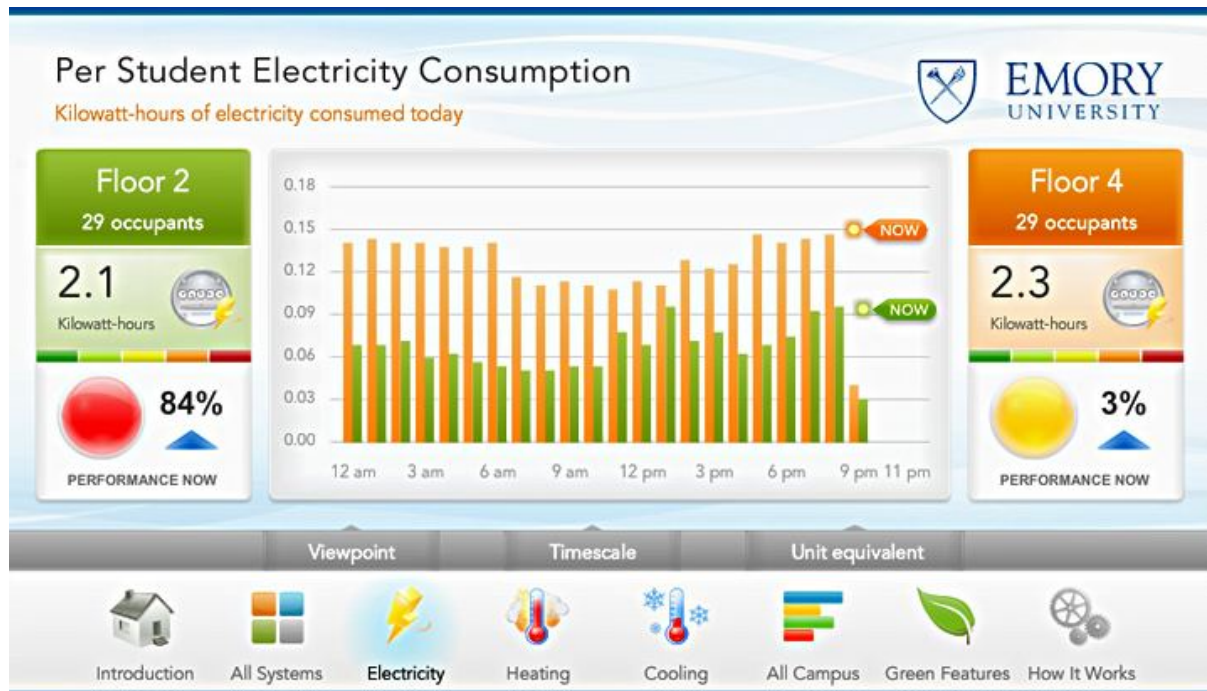 Per Student Electricity Consumption
Kilowatt-hours of electricity consumed today
EMORY
UNIVERSITY
Floor 2
29 occupants
2.1
Kilowatt-hours
84%
PERFORMANCE NOW
0.18
0.15
0.12
0.09
0.06
0.03
0.00
NOW
NOW
12 am 3 am 6 am 9 am 12 pm 3 pm 6 pm 9 pm 11 pm
Floor 4
29 occupants
2.3
Kilowatt-hours
3%
PERFORMANCE NOW
Viewpoint Timescale Unit equivalent
Introduction All Systems Electricity Heating Cooling All Campus Green Features How It Works